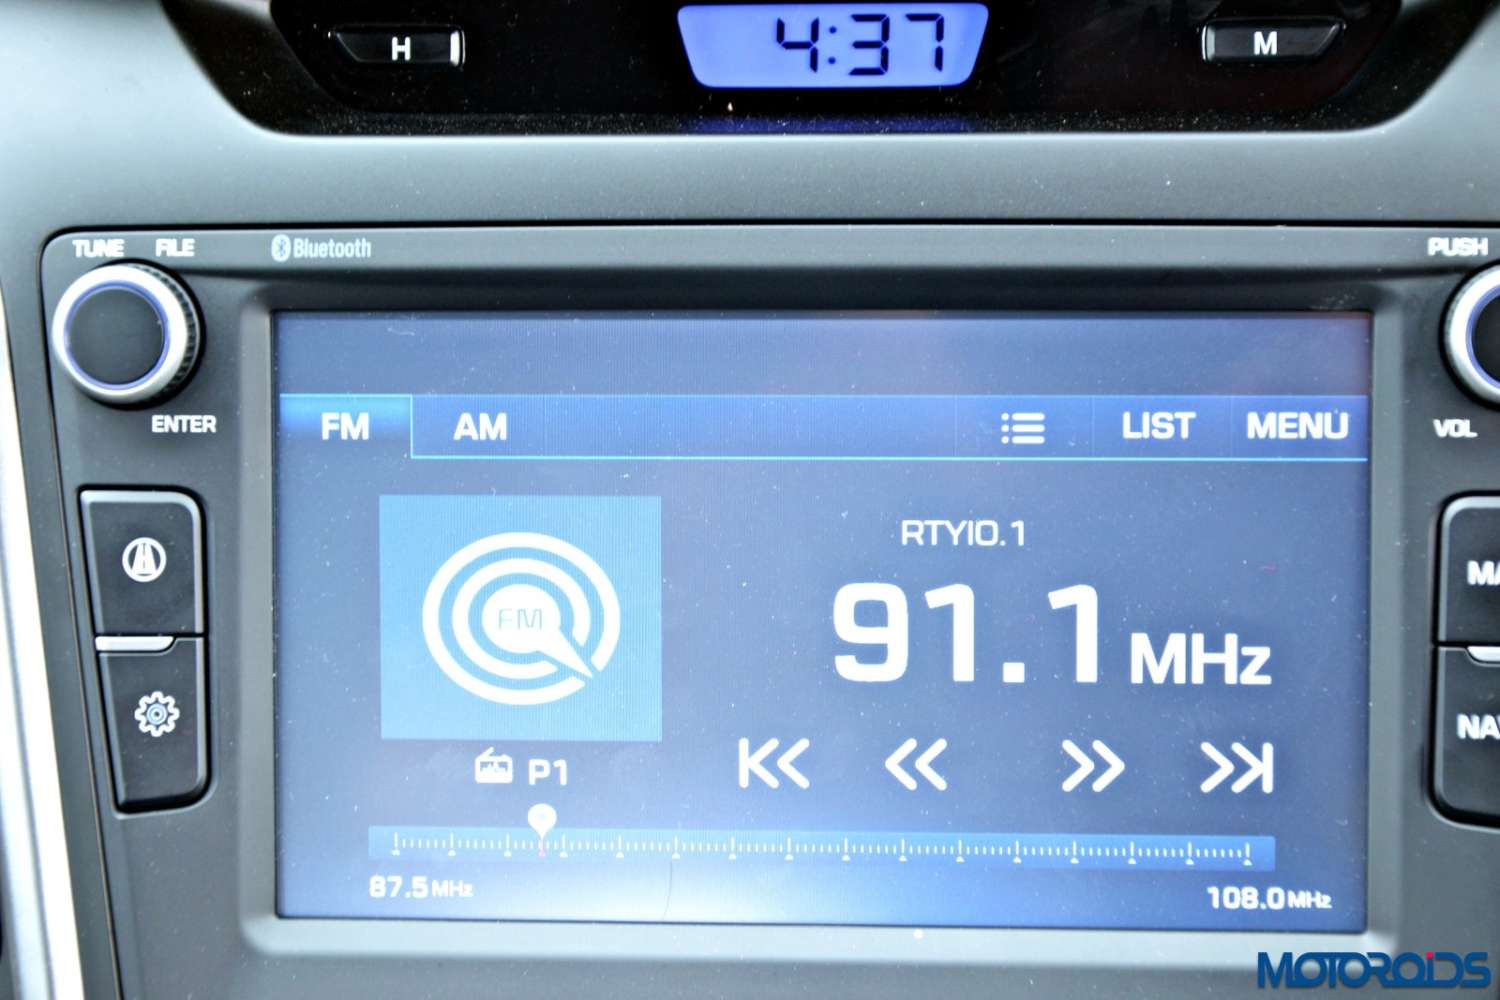 H 4:37 M
TUNE FILE Bluetooth PUSH
ENTER VOL
FM AM LIST MENU
RTYIO.1
FM
91.1 MHz
P1
87.5 MHz 108.0 MHz
MOTOROiDS